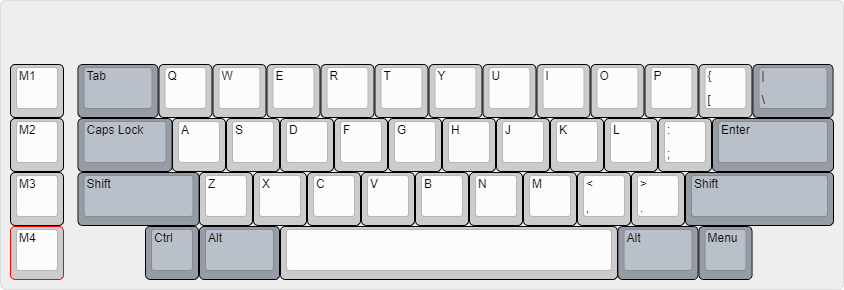 M1 Tab Q W E R T Y U I O P { [ | \
M2 Caps Lock A S D F G H J K L : ; Enter
M3 Shift Z X C V B N M < , > . Shift
M4 Ctrl Alt Alt Menu